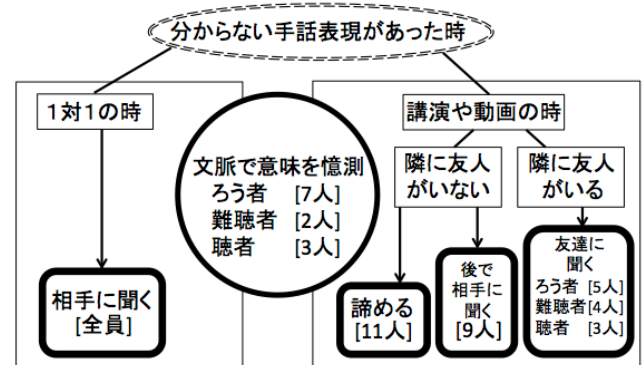 分からない手話表現があった時
1対1の時
講演や動画の時
文脈で意味を憶測
ろう者 [7人]
難聴者 [2人]
聴者 [3人]
隣に友人
がいない
隣に友人
がいる
相手に聞く
[全員]
諦める
[11人]
後で
相手に
聞く
[9人]
友達に
聞く
ろう者 [5人]
難聴者[4人]
聴者 [3人]